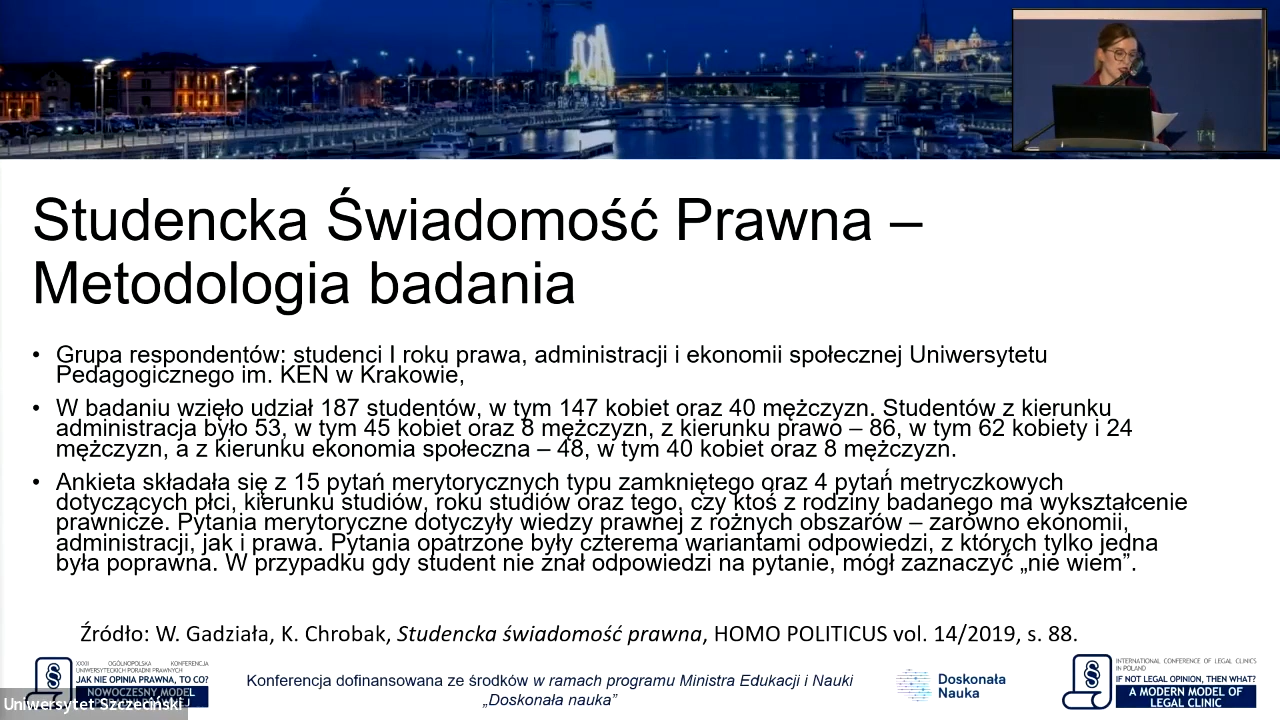 Studencka Świadomość Prawna –
Metodologia badania
• Grupa respondentów: studenci I roku prawa, administracji i ekonomii społecznej Uniwersytetu
Pedagogicznego im. KEN w Krakowie,
• W badaniu wzięło udział 187 studentów, w tym 147 kobiet oraz 40 mężczyzn. Studentów z kierunku
administracja było 53, w tym 45 kobiet oraz 8 mężczyzn, z kierunku prawo – 86, w tym 62 kobiety i 24
mężczyzn, a z kierunku ekonomia społeczna – 48, w tym 40 kobiet oraz 8 mężczyzn.
• Ankieta składała się z 15 pytań merytorycznych typu zamkniętego oraz 4 pytań metryczkowych
dotyczących płci, kierunku studiów, roku studiów oraz tego, czy ktoś z rodziny badanego ma wykształcenie
prawnicze. Pytania merytoryczne dotyczyły wiedzy prawnej z rożnych obszarów – zarówno ekonomii,
administracji, jak i prawa. Pytania opatrzone były czterema wariantami odpowiedzi, z których tylko jedna
była poprawna. W przypadku gdy student nie znał odpowiedzi na pytanie, mógł zaznaczyć „nie wiem”.
Źródło: W. Gadziała, K. Chrobak, Studencka świadomość prawna, HOMO POLITICUS vol. 14/2019, s. 88.
XXXII OGÓLNOPOLSKA KONFERENCJA
UNIWERSYTECKICH PORADNI PRAWNYCH
JAK NIE OPINIA PRAWNA, TO CO?
NOWOCZESNY MODEL
Uniwersytet Szczeciński
Konferencja dofinansowana ze środków w ramach programu Ministra Edukacji i Nauki
„Doskonała nauka”
Doskonała
Nauka
INTERNATIONAL CONFERENCE OF LEGAL CLINICS
IN POLAND
IF NOT LEGAL OPINION, THEN WHAT?
A MODERN MODEL OF
LEGAL CLINIC